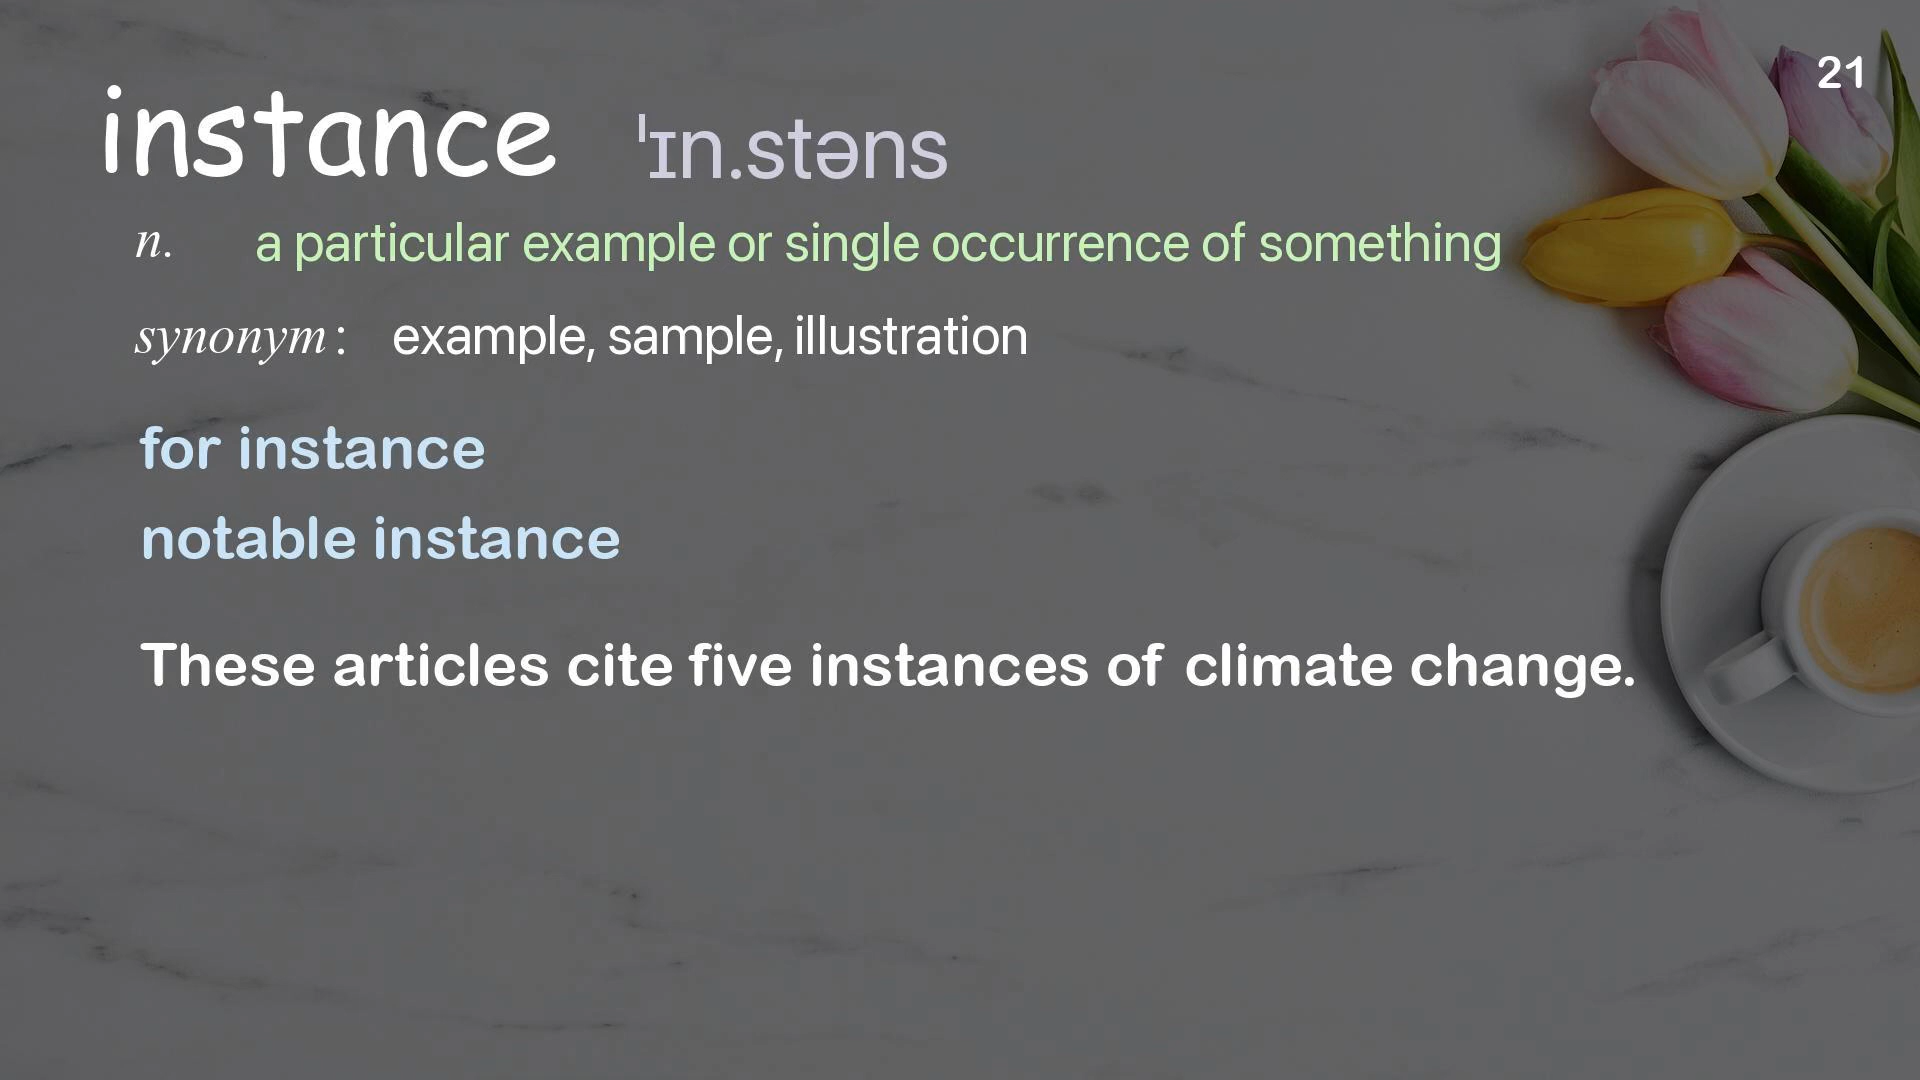 21
instance ˈɪn.stəns
n. a particular example or single occurrence of something
synonym : example, sample, illustration
for instance
notable instance
These articles cite five instances of climate change.